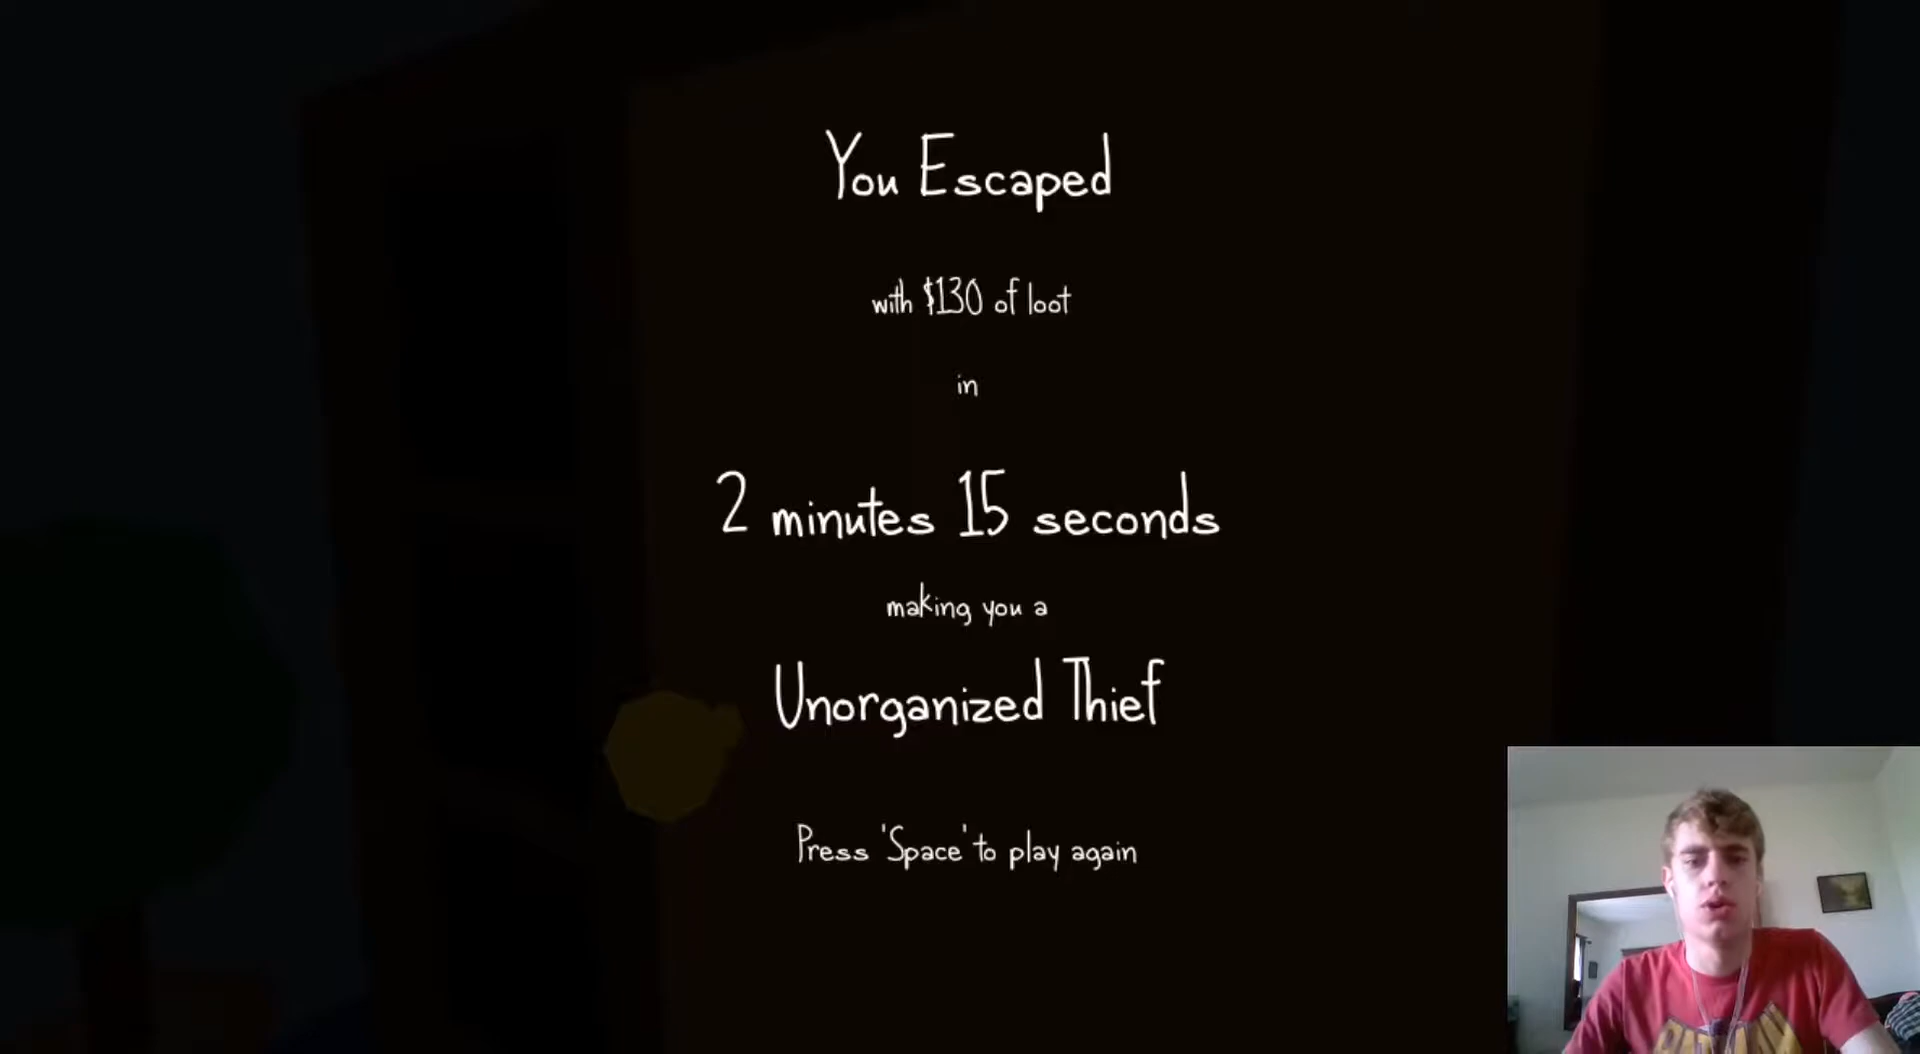 You Escaped
with $130 of loot
in
2 minutes 15 seconds
making you a
Unorganized Thief
Press 'Space' to play again